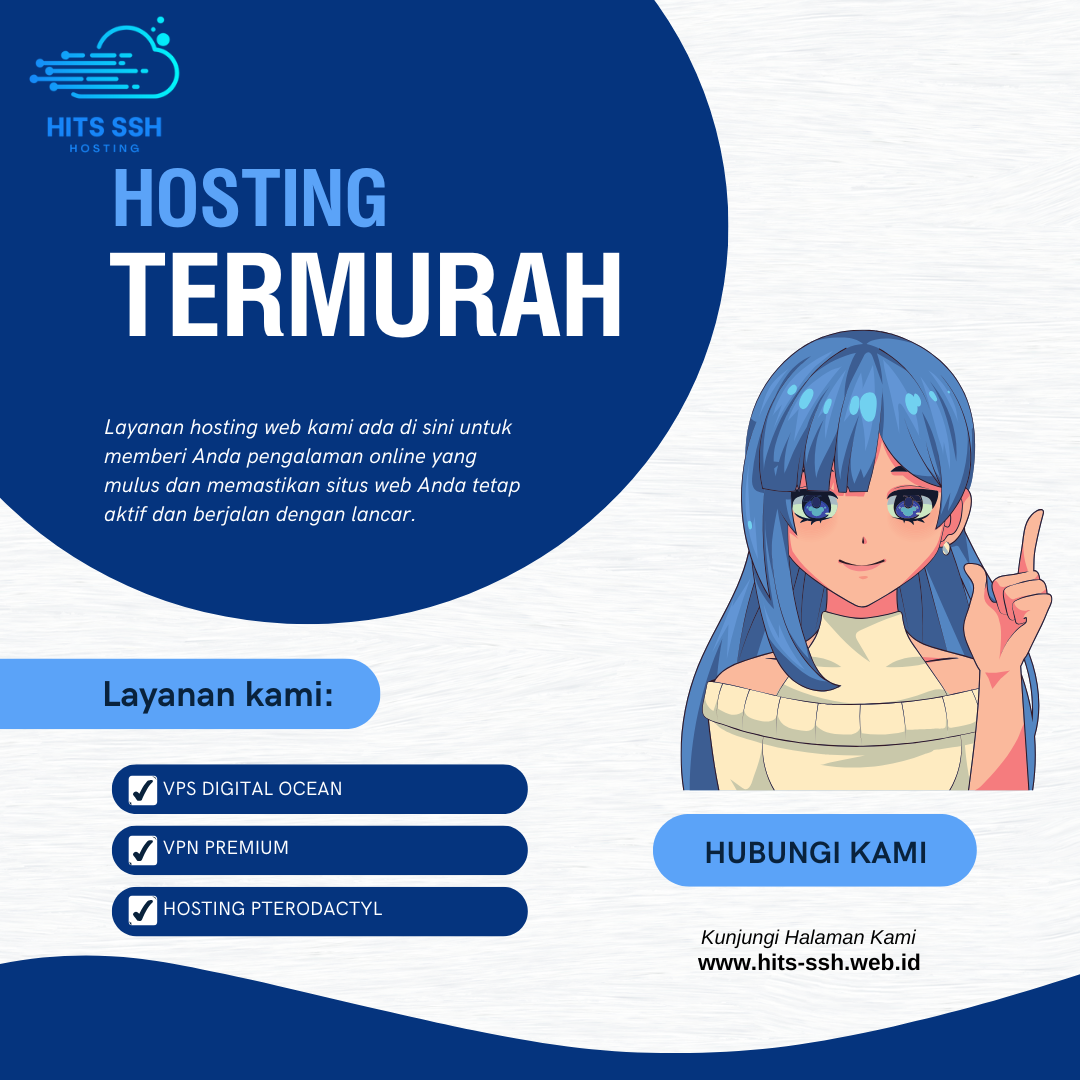 HITS SSH
HOSTING
HOSTING
TERMURAH
Layanan hosting web kami ada di sini untuk
memberi Anda pengalaman online yang
mulus dan memastikan situs web Anda tetap
aktif dan berjalan dengan lancar.
Layanan kami:
VPS DIGITAL OCEAN
VPN PREMIUM
HOSTING PTERODACTYL
HUBUNGI KAMI
Kunjungi Halaman Kami
www.hits-ssh.web.id